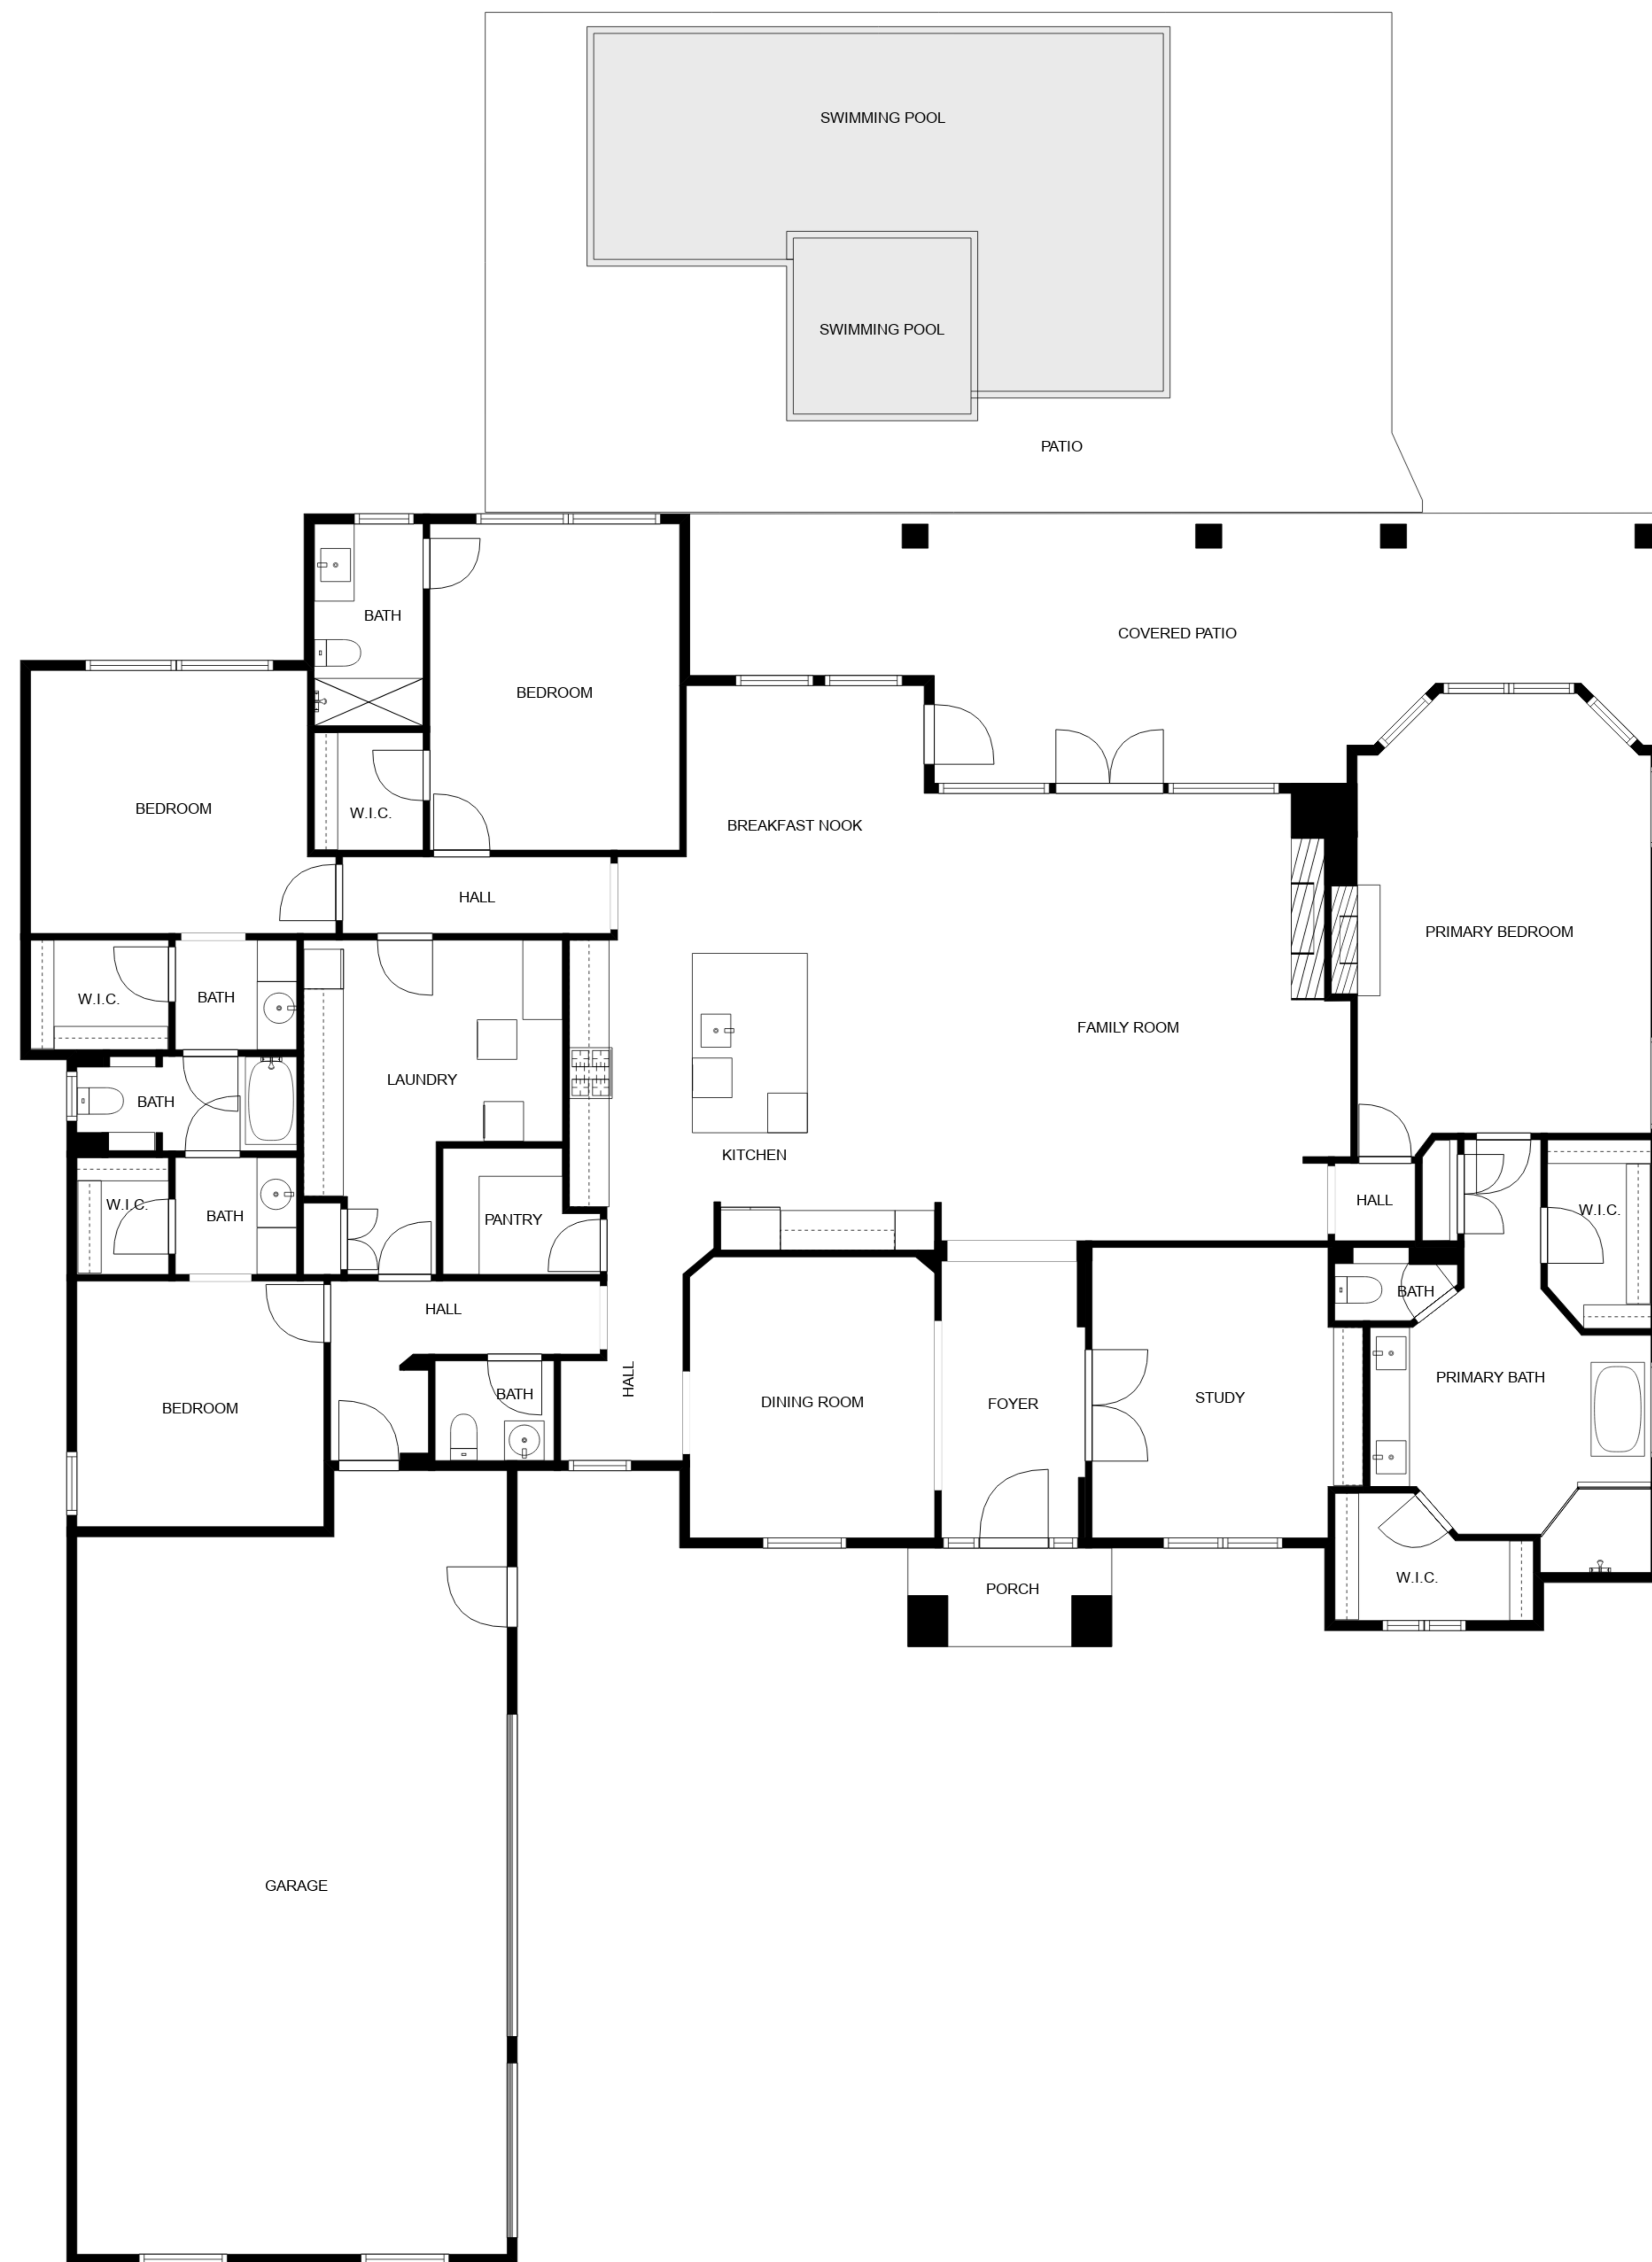 SWIMMING POOL
SWIMMING POOL
PATIO
BATH
COVERED PATIO
BEDROOM
BEDROOM
W.I.C.
BREAKFAST NOOK
HALL
PRIMARY BEDROOM
W.I.C.
BATH
FAMILY ROOM
LAUNDRY
BATH
KITCHEN
W.I.C.
BATH
PANTRY
HALL
W.I.C.
BATH
HALL
HALL
BEDROOM
BATH
DINING ROOM
FOYER
STUDY
PRIMARY BATH
W.I.C.
PORCH
GARAGE